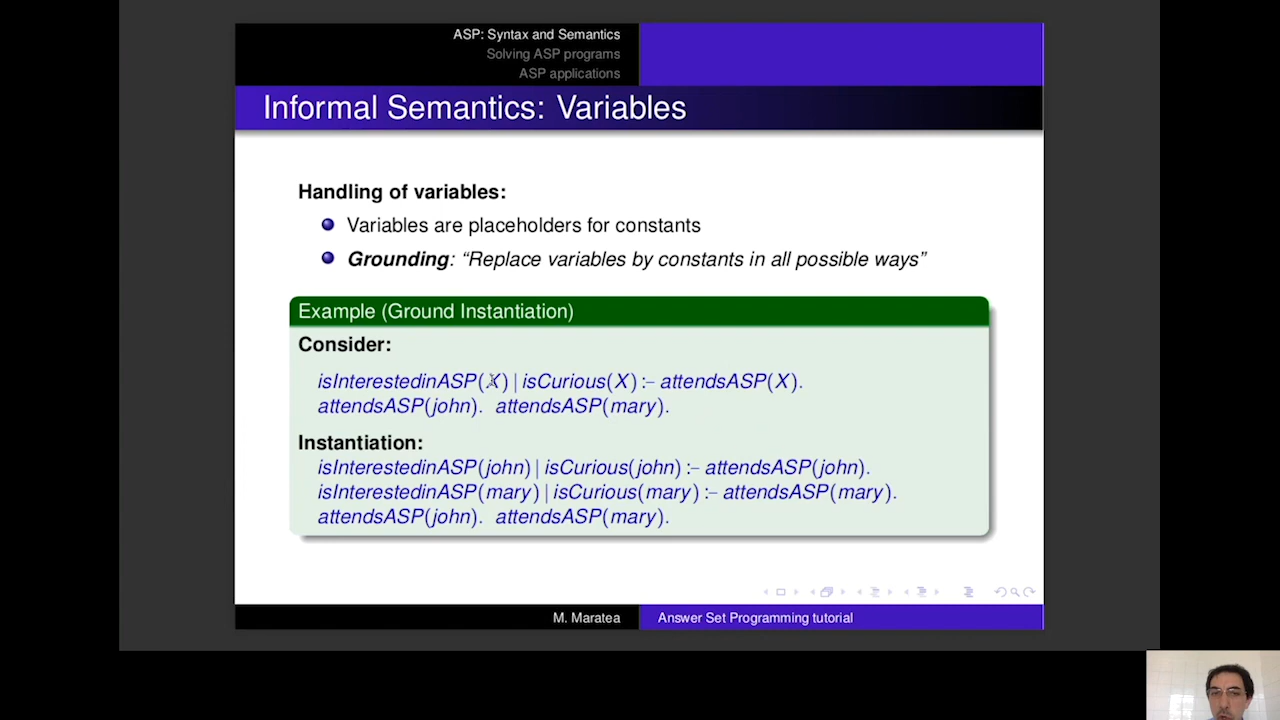 ASP: Syntax and Semantics
Solving ASP programs
ASP applications
Informal Semantics: Variables
Handling of variables:
Variables are placeholders for constants
Grounding: “Replace variables by constants in all possible ways”
Example (Ground Instantiation)
Consider:
isInterestedinASP(X) | isCurious(X) :– attendsASP(X).
attendsASP(john). attendsASP(mary).
Instantiation:
isInterestedinASP(john) | isCurious(john) :– attendsASP(john).
isInterestedinASP(mary) | isCurious(mary) :– attendsASP(mary).
attendsASP(john). attendsASP(mary).
M. Maratea
Answer Set Programming tutorial